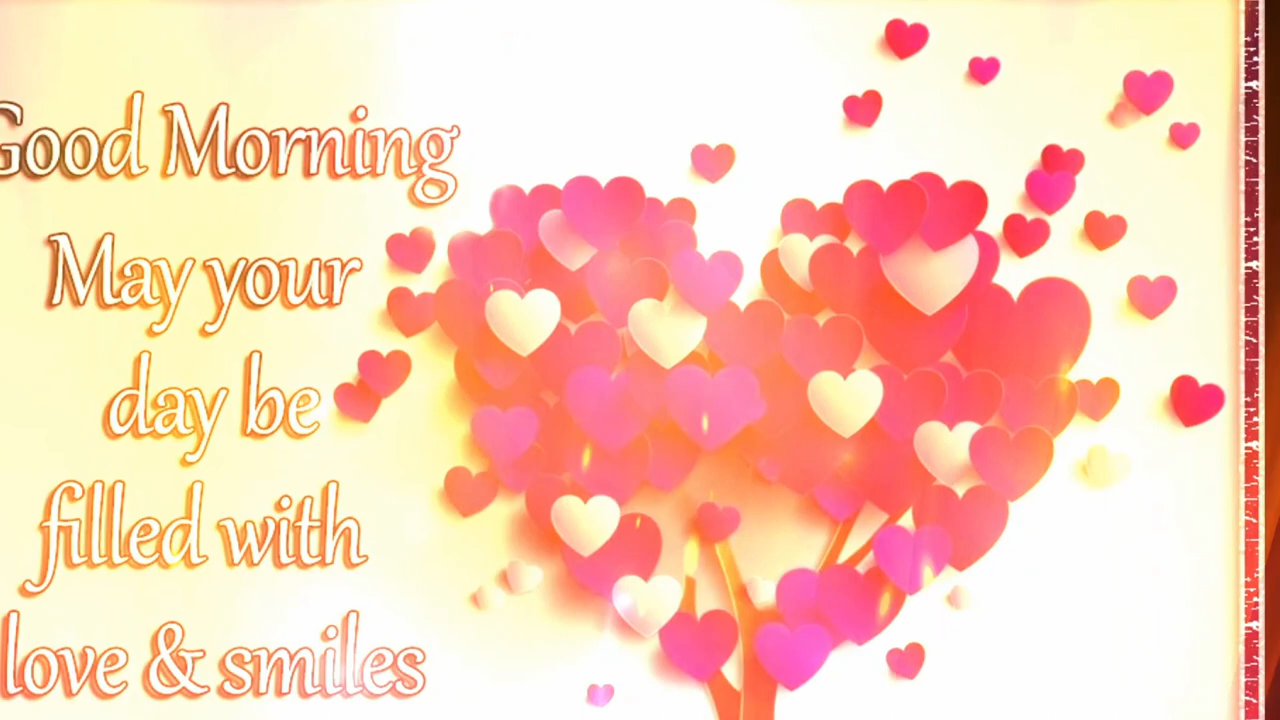 Good Morning
May your
day be
filled with
love & smiles